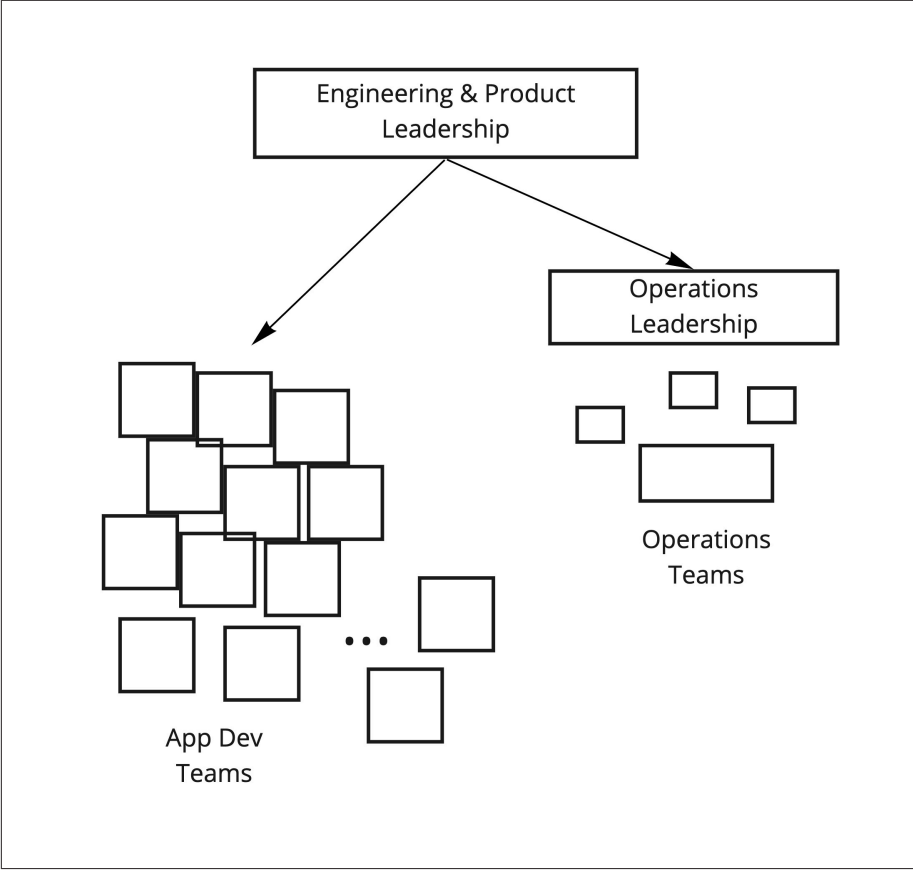 Engineering & Product
Leadership
Operations
Leadership
Operations
Teams
...
App Dev
Teams